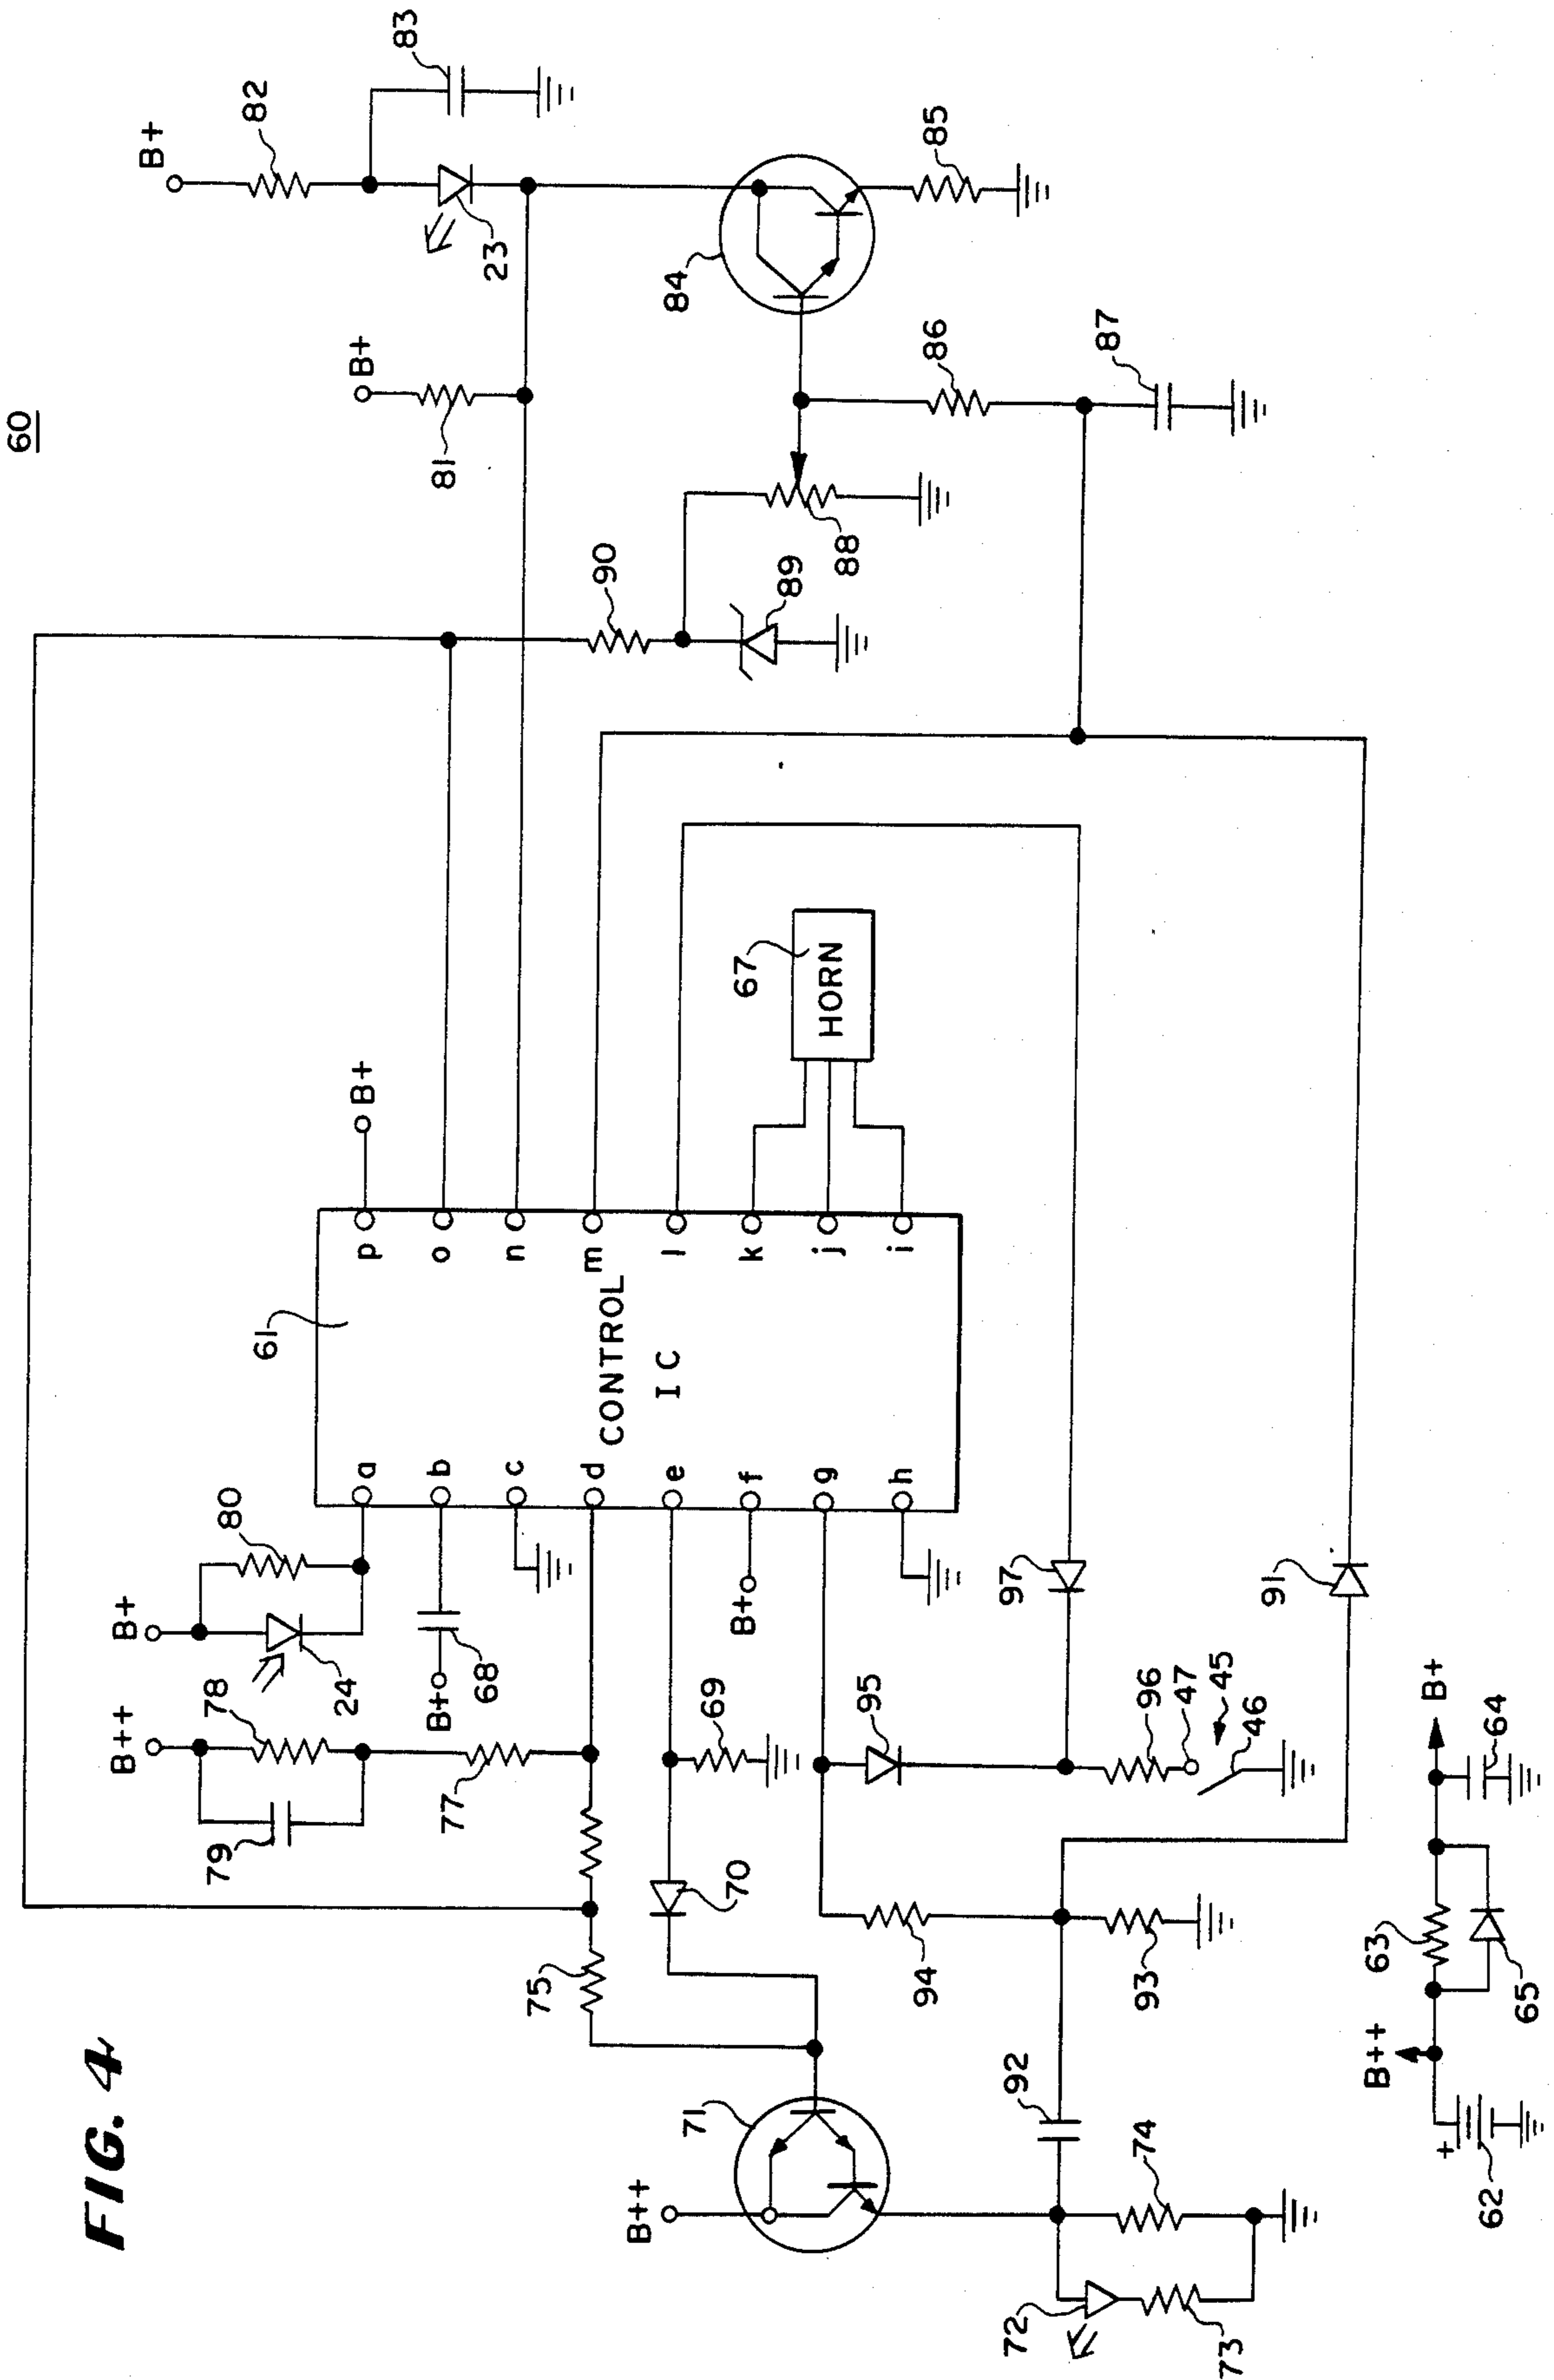 FIG. 4
60
B+
82
83
23
84
85
B+
81
86
87
90
89
88
B+
67
HORN
61
CONTROL
IC
p
o
n
m
l
k
j
i
a
b
c
d
e
f
g
h
80
B+
24
B++
78
79
77
B+
68
69
B+
70
75
71
B++
95
97
96
47
45
46
94
93
91
92
72
73
74
B++
B+
+
62
63
65
64